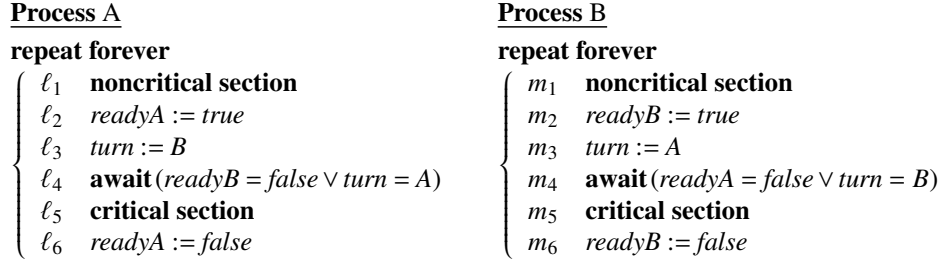 Process A
repeat forever
ℓ1 noncritical section
ℓ2 readyA := true
ℓ3 turn := B
ℓ4 await (readyB = false ∨ turn = A)
ℓ5 critical section
ℓ6 readyA := false
Process B
repeat forever
m1 noncritical section
m2 readyB := true
m3 turn := A
m4 await (readyA = false ∨ turn = B)
m5 critical section
m6 readyB := false